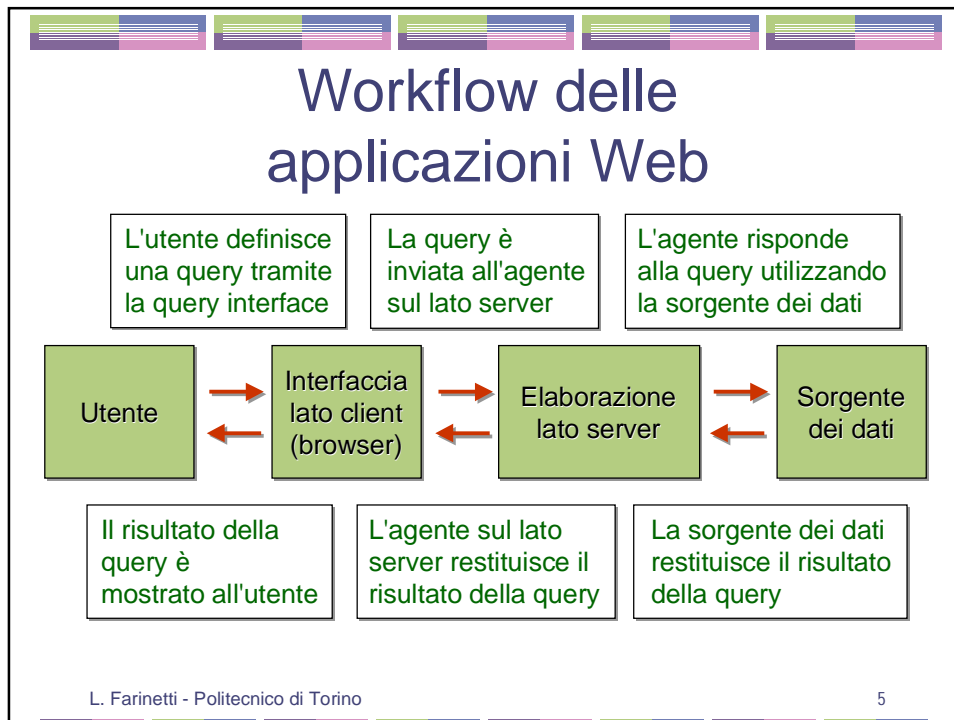 Workflow delle
applicazioni Web
L'utente definisce
una query tramite
la query interface
La query è
inviata all'agente
sul lato server
L'agente risponde
alla query utilizzando
la sorgente dei dati
Utente
Interfaccia
lato client
(browser)
Elaborazione
lato server
Sorgente
dei dati
Il risultato della
query è
mostrato all'utente
L'agente sul lato
server restituisce il
risultato della query
La sorgente dei dati
restituisce il risultato
della query
L. Farinetti - Politecnico di Torino
5